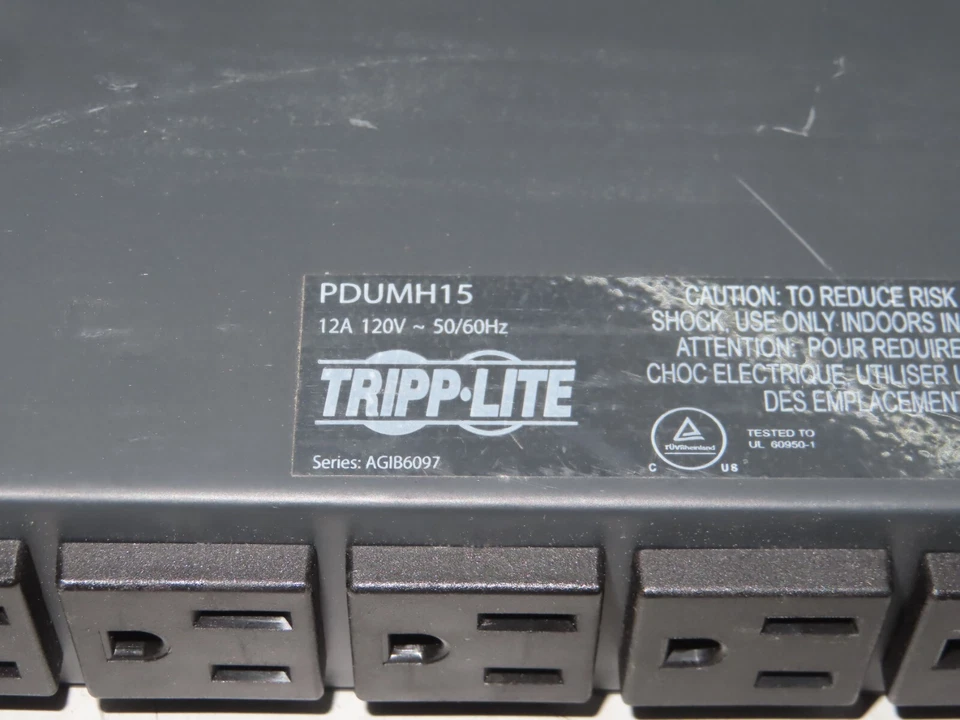 PDUMH15
12A 120V ~ 50/60Hz
TRIPP·LITE
Series: AGIB6097
CAUTION: TO REDUCE RISK
SHOCK, USE ONLY INDOORS IN
ATTENTION: POUR REDUIRE
CHOC ELECTRIQUE, UTILISER
DES EMPLACEMENT
TÜVRheinland
C US
TESTED TO
UL 60950-1